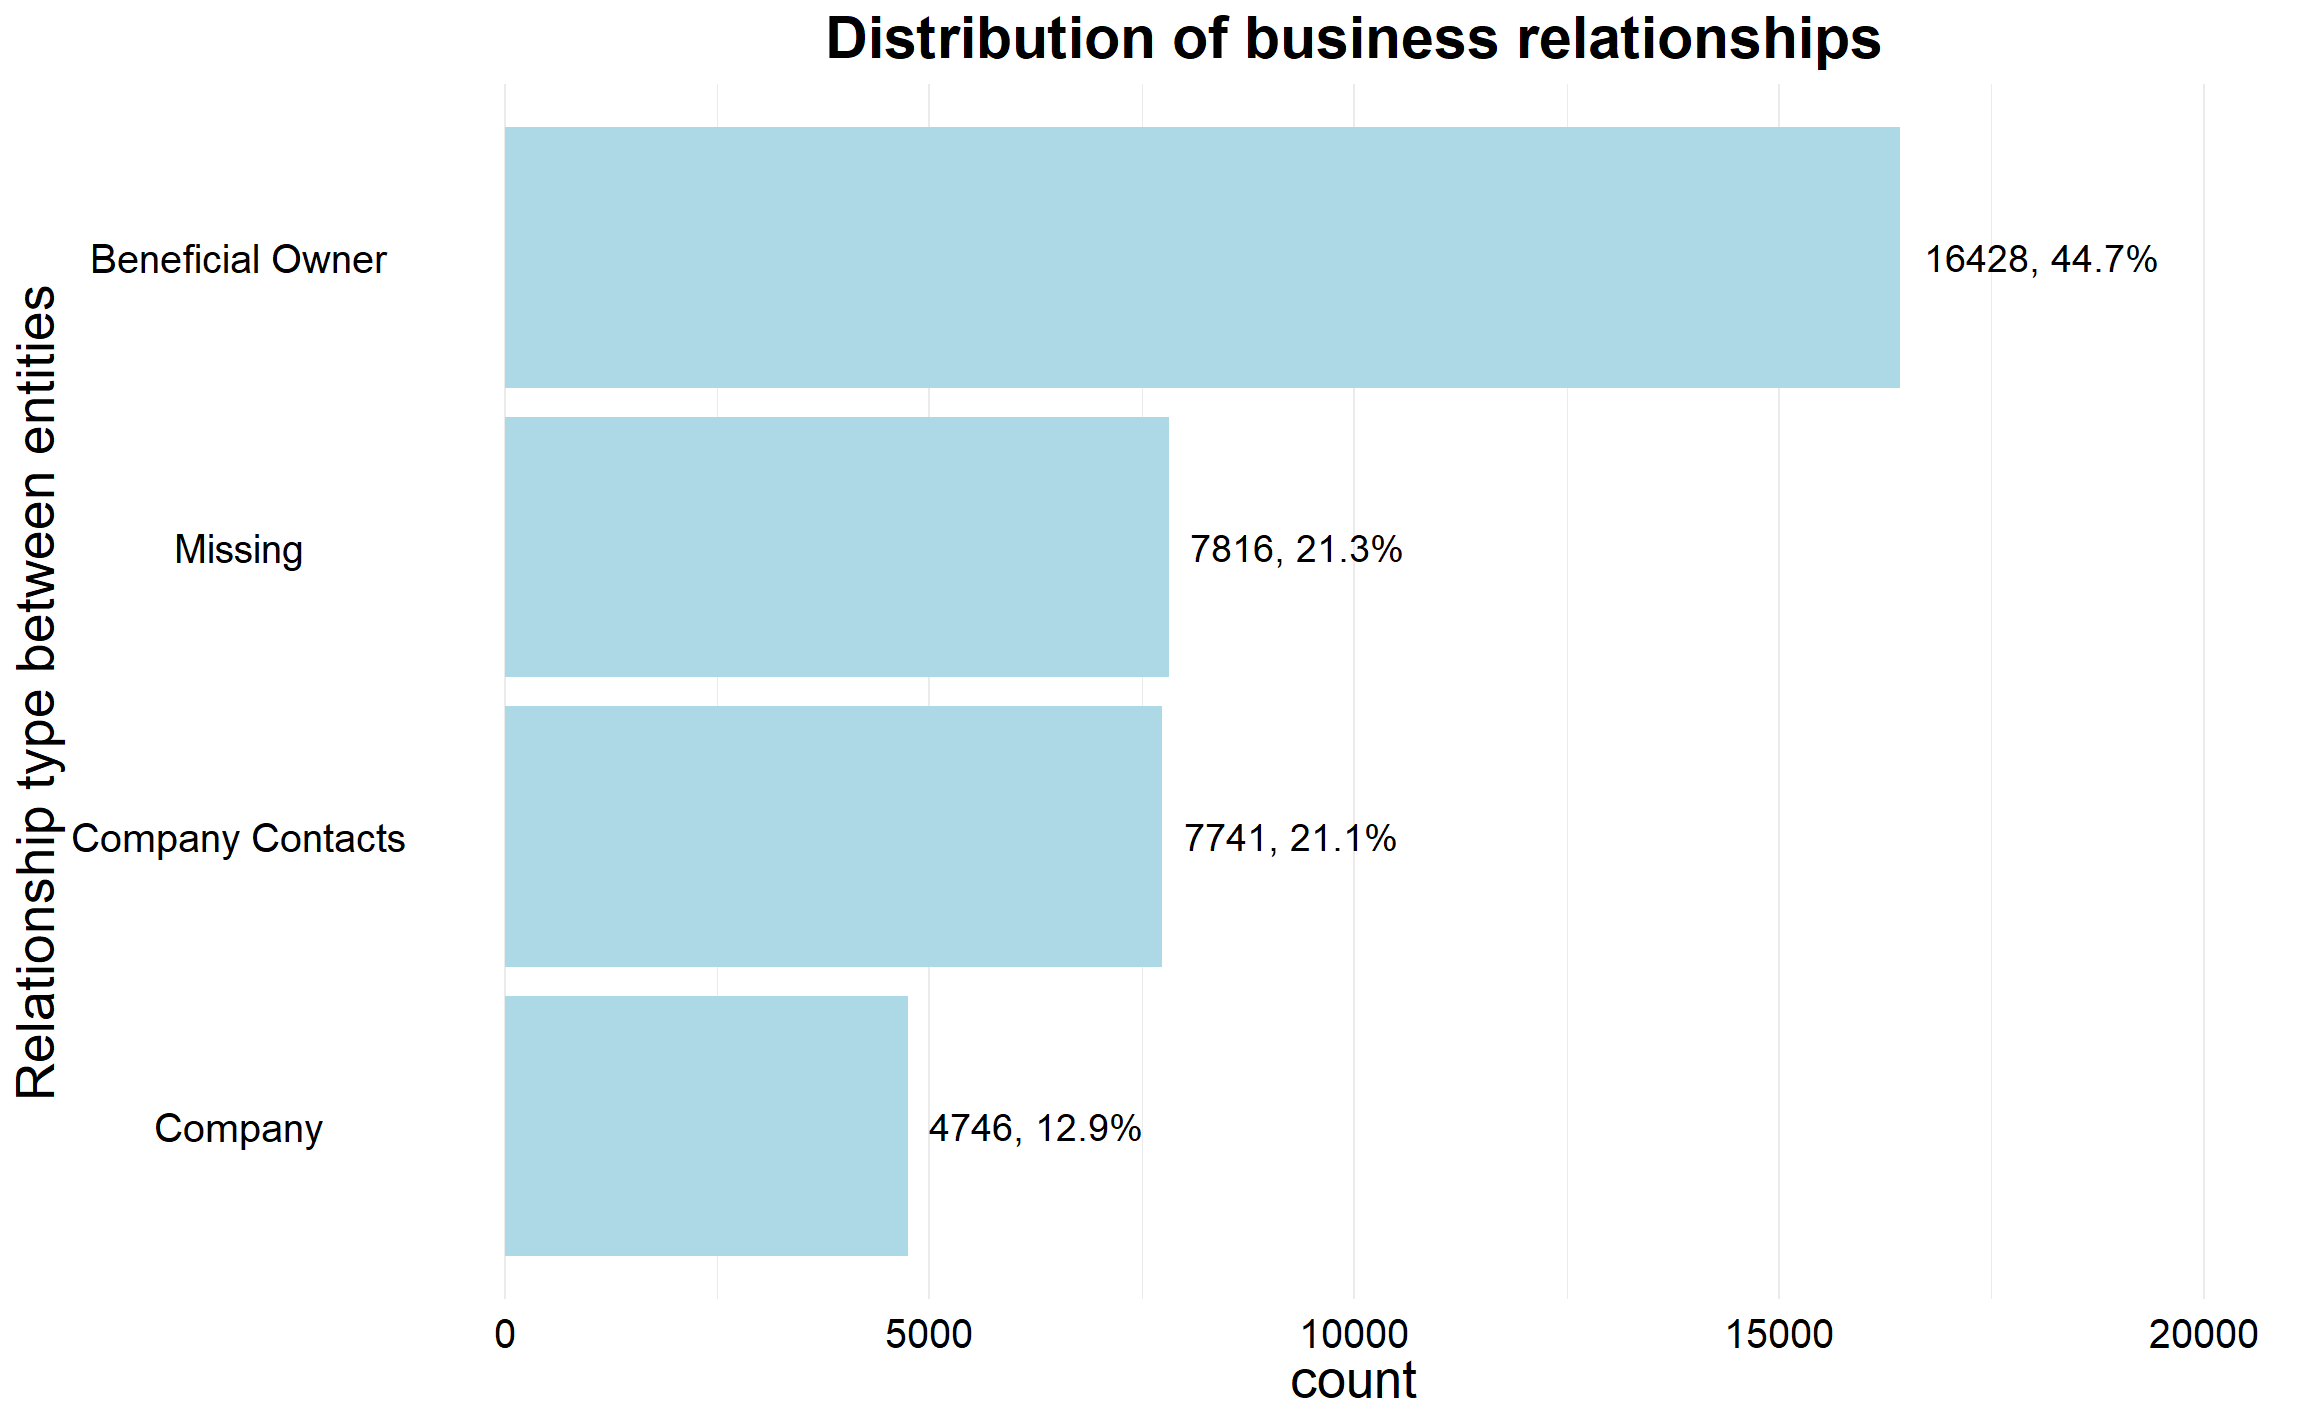 Distribution of business relationships
Relationship type between entities
Beneficial Owner
16428, 44.7%
Missing
7816, 21.3%
Company Contacts
7741, 21.1%
Company
4746, 12.9%
0 5000 10000 15000 20000
count